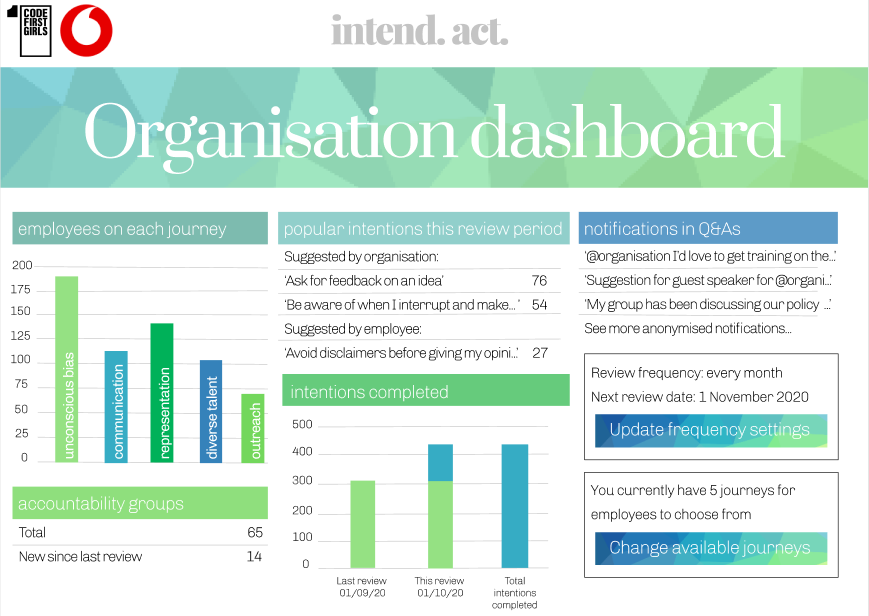 1
CODE
FIRST
GIRLS
intend. act.
Organisation dashboard
employees on each journey
200
175
150
125
100
75
50
25
0
unconscious bias
communication
representation
diverse talent
outreach
accountability groups
Total 65
New since last review 14
popular intentions this review period
Suggested by organisation:
‘Ask for feedback on an idea’ 76
‘Be aware of when I interrupt and make... ’ 54
Suggested by employee:
‘Avoid disclaimers before giving my opini..’ 27
intentions completed
500
400
300
200
100
0
Last review
01/09/20
This review
01/10/20
Total
intentions
completed
notifications in Q&As
‘@organisation I’d love to get training on the...’
‘Suggestion for guest speaker for @organi..’
‘My group has been discussing our policy ...’
See more anonymised notifications...
Review frequency: every month
Next review date: 1 November 2020
Update frequency settings
You currently have 5 journeys for
employees to choose from
Change available journeys